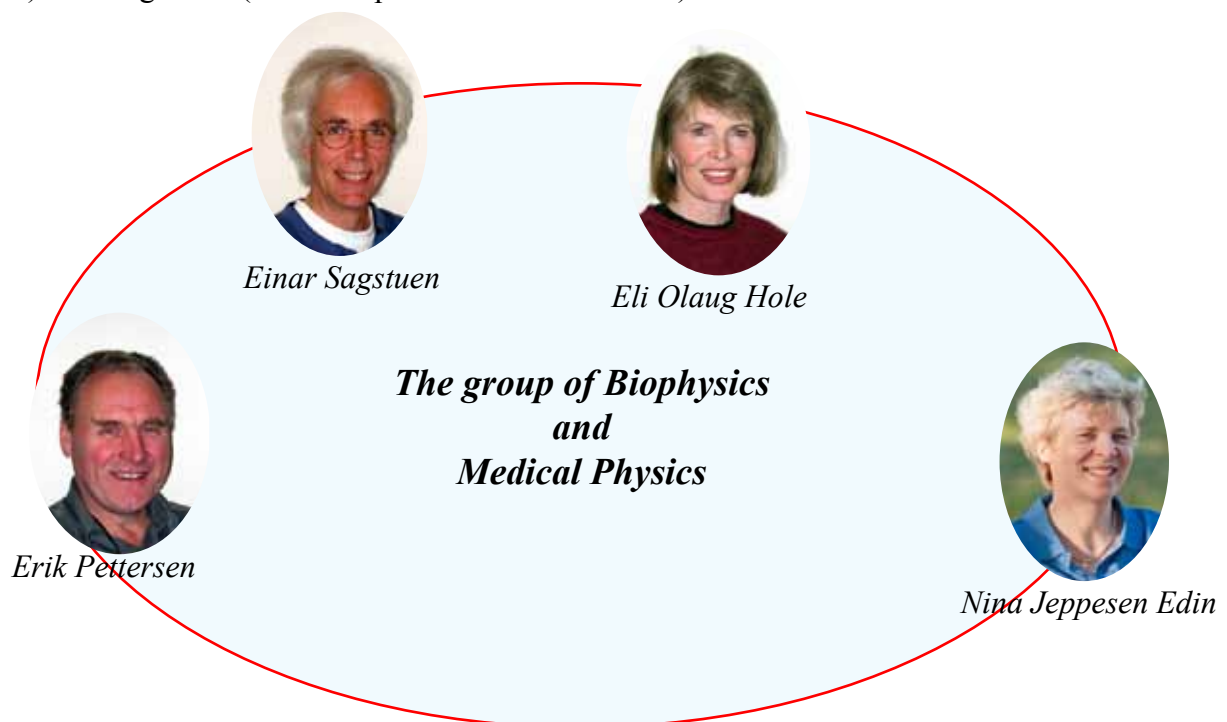 Einar Sagstuen
Eli Olaug Hole
The group of Biophysics
and
Medical Physics
Erik Pettersen
Nina Jeppesen Edin